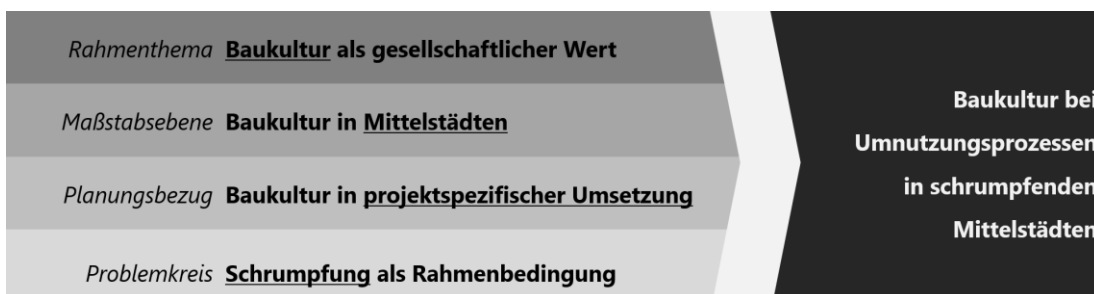 Rahmenthema Baukultur als gesellschaftlicher Wert
Maßstabsebene Baukultur in Mittelstädten
Planungsbezug Baukultur in projektspezifischer Umsetzung
Problemkreis Schrumpfung als Rahmenbedingung
Baukultur bei
Umnutzungsprozessen
in schrumpfenden
Mittelstädten